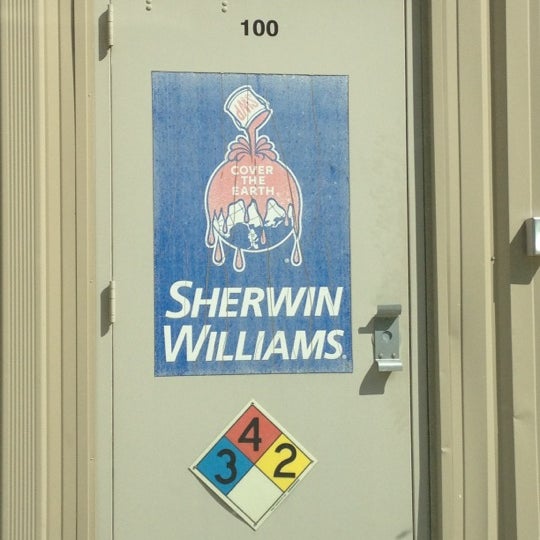 100
COVER
THE
EARTH.
SHERWIN
WILLIAMS.
4
3 2